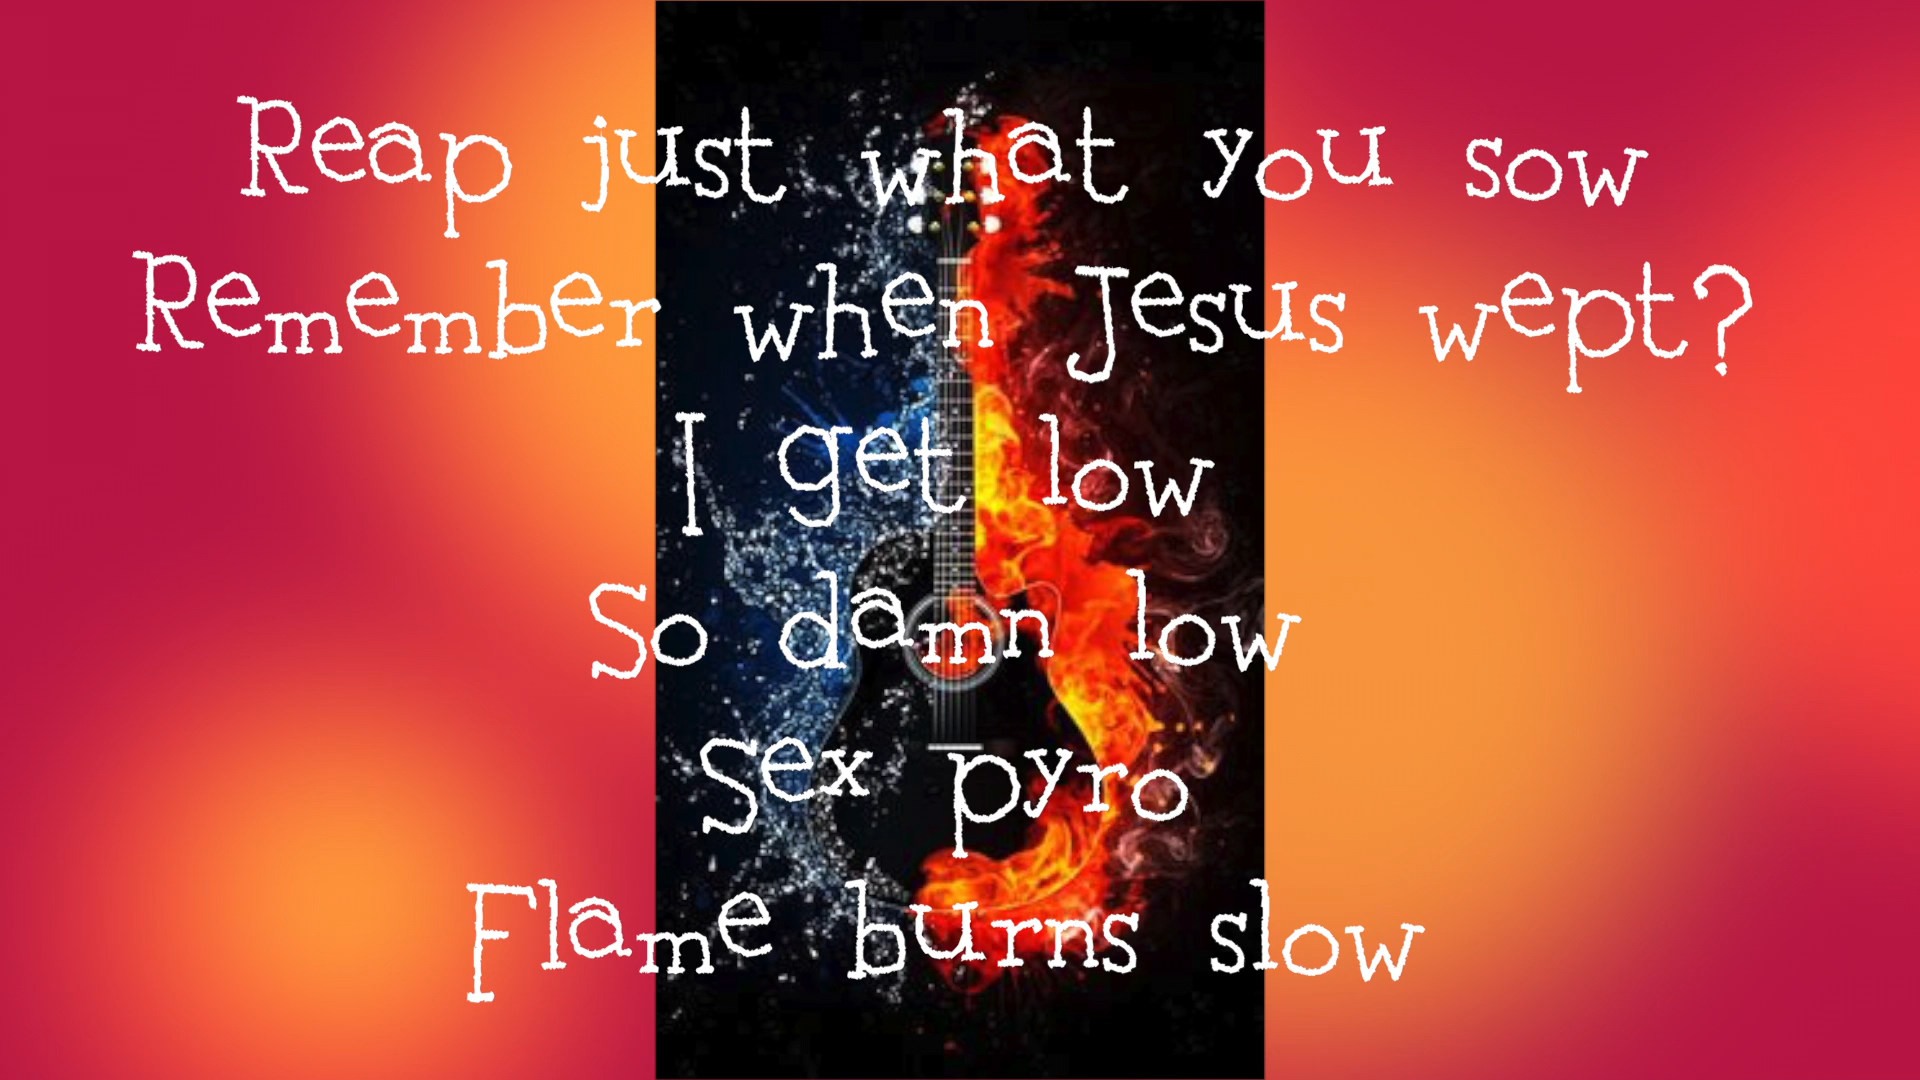 Reap just what you sow
Remember when Jesus wept?
I get low
So damn low
Sex pyro
Flame burns slow